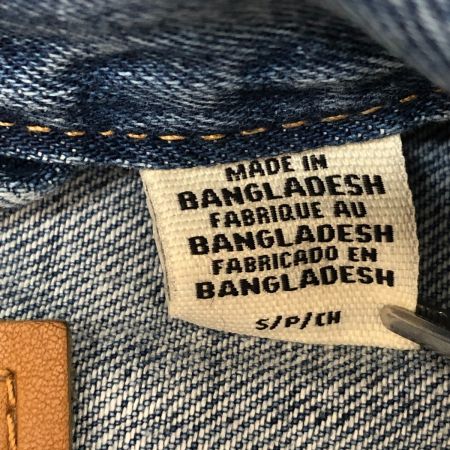 MADE IN
BANGLADESH
FABRIQUE AU
BANGLADESH
FABRICADO EN
BANGLADESH
S/P/CH